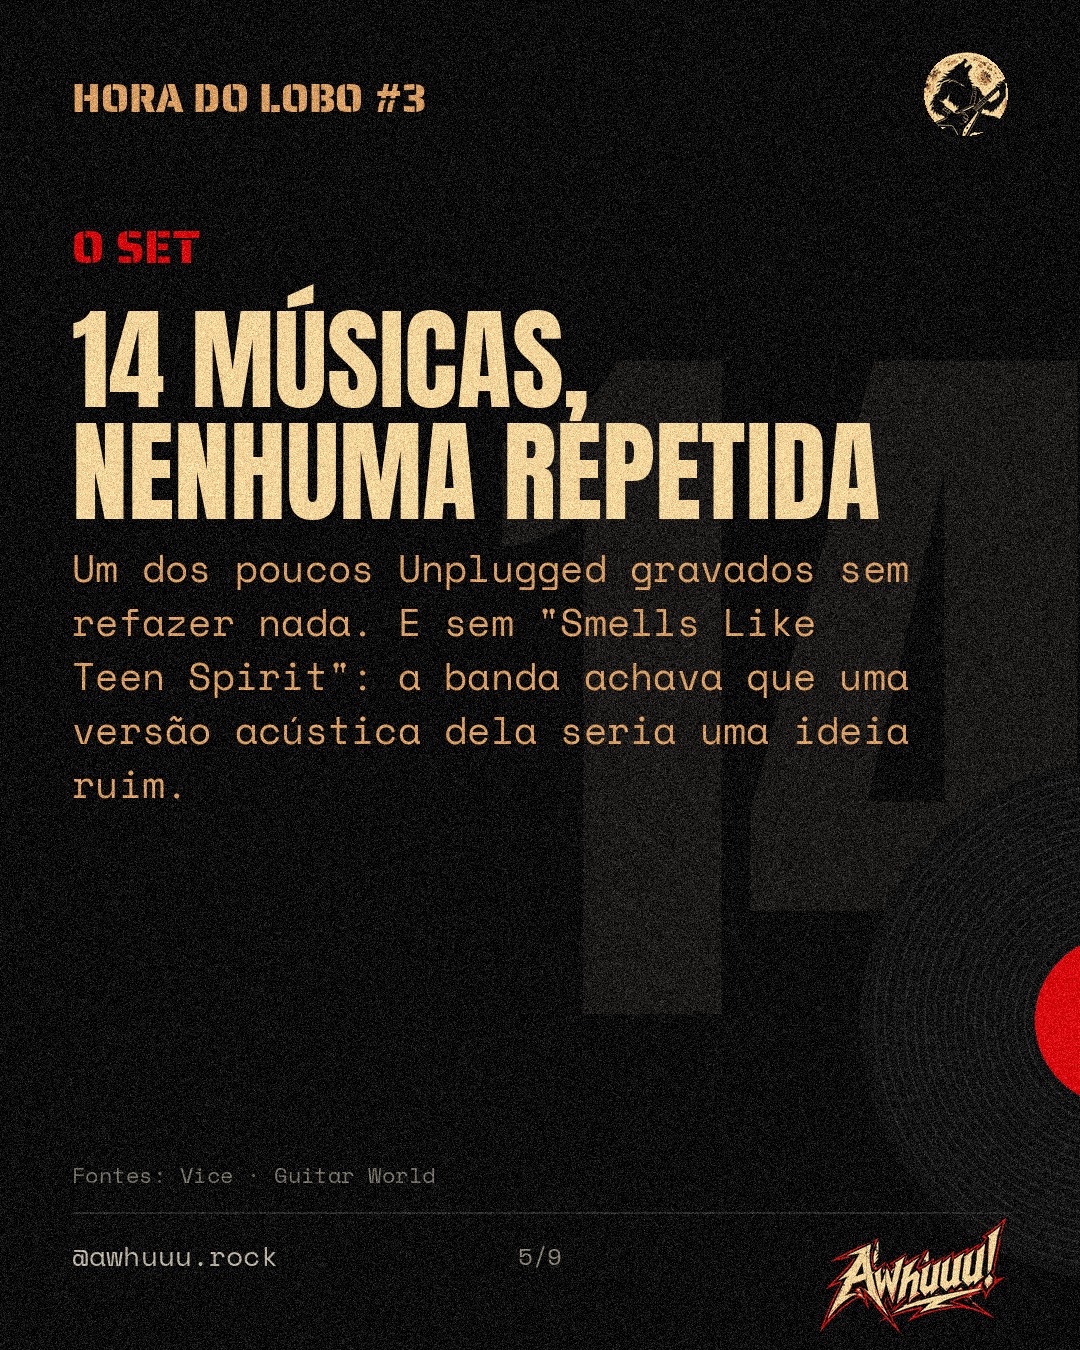 HORA DO LOBO #3
O SET
14 MÚSICAS,
NENHUMA REPETIDA
14
Um dos poucos Unplugged gravados sem
refazer nada. E sem "Smells Like
Teen Spirit": a banda achava que uma
versão acústica dela seria uma ideia
ruim.
Fontes: Vice · Guitar World
@awhuuu.rock
5/9
Awhuuu!